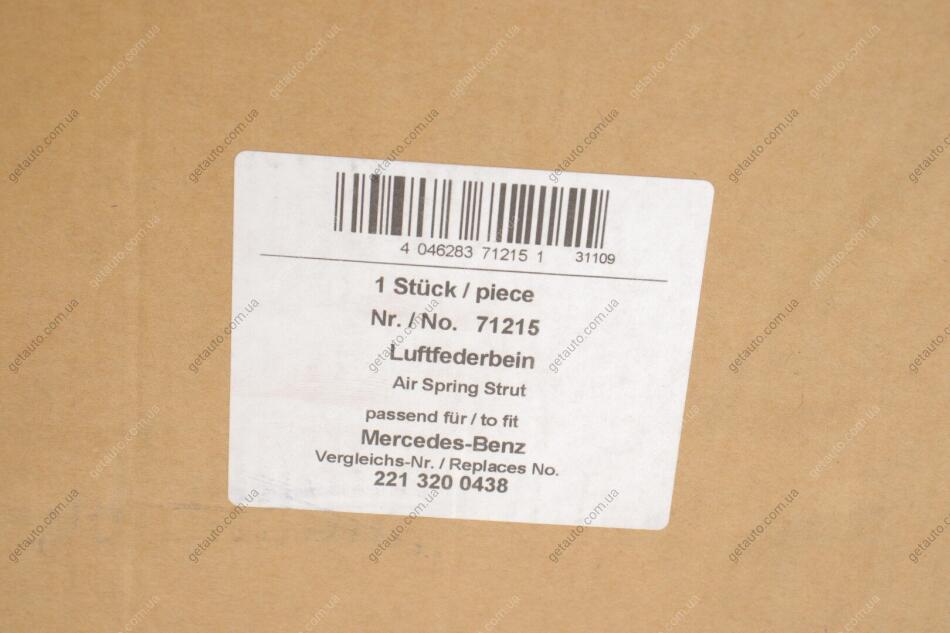 4 046283 71215 1 31109
1 Stück / piece
Nr. / No. 71215
Luftfederbein
Air Spring Strut
passend für / to fit
Mercedes-Benz
Vergleichs-Nr. / Replaces No.
221 320 0438
getauto.com.ua